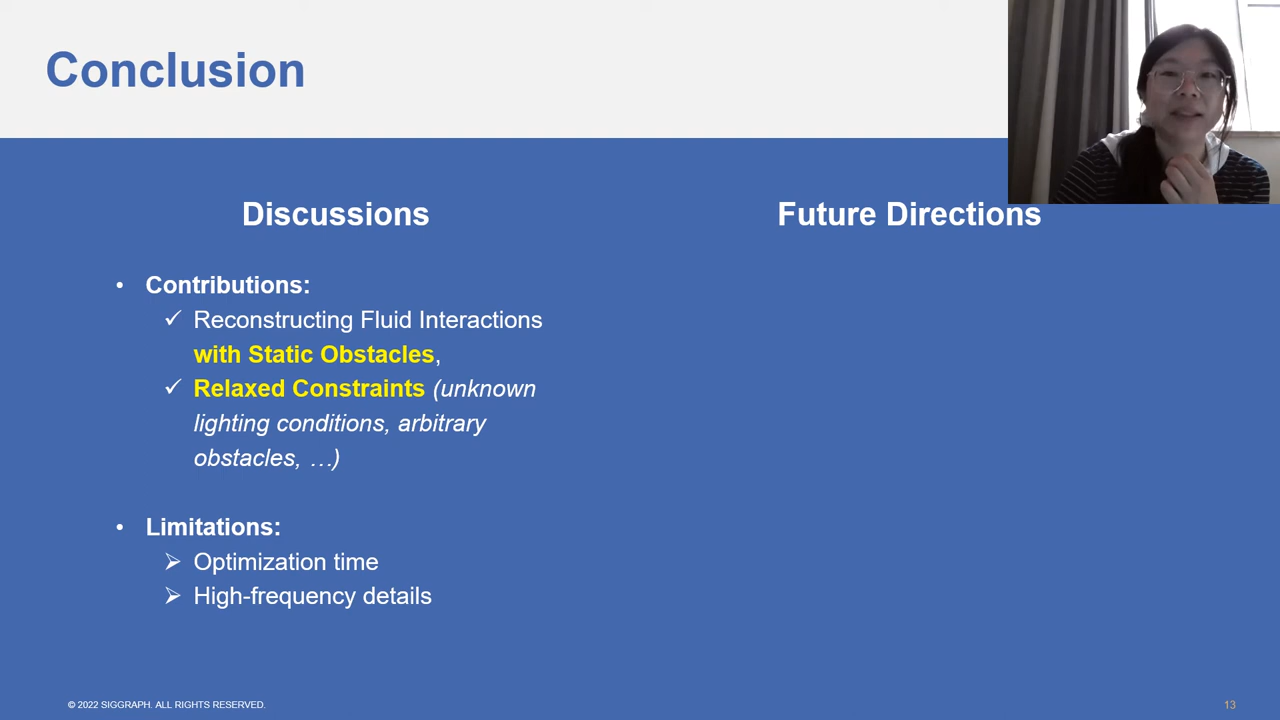 Conclusion
Discussions
• Contributions:
✓ Reconstructing Fluid Interactions
with Static Obstacles,
✓ Relaxed Constraints (unknown
lighting conditions, arbitrary
obstacles, …)
• Limitations:
➢ Optimization time
➢ High-frequency details
Future Directions
© 2022 SIGGRAPH. ALL RIGHTS RESERVED.
13